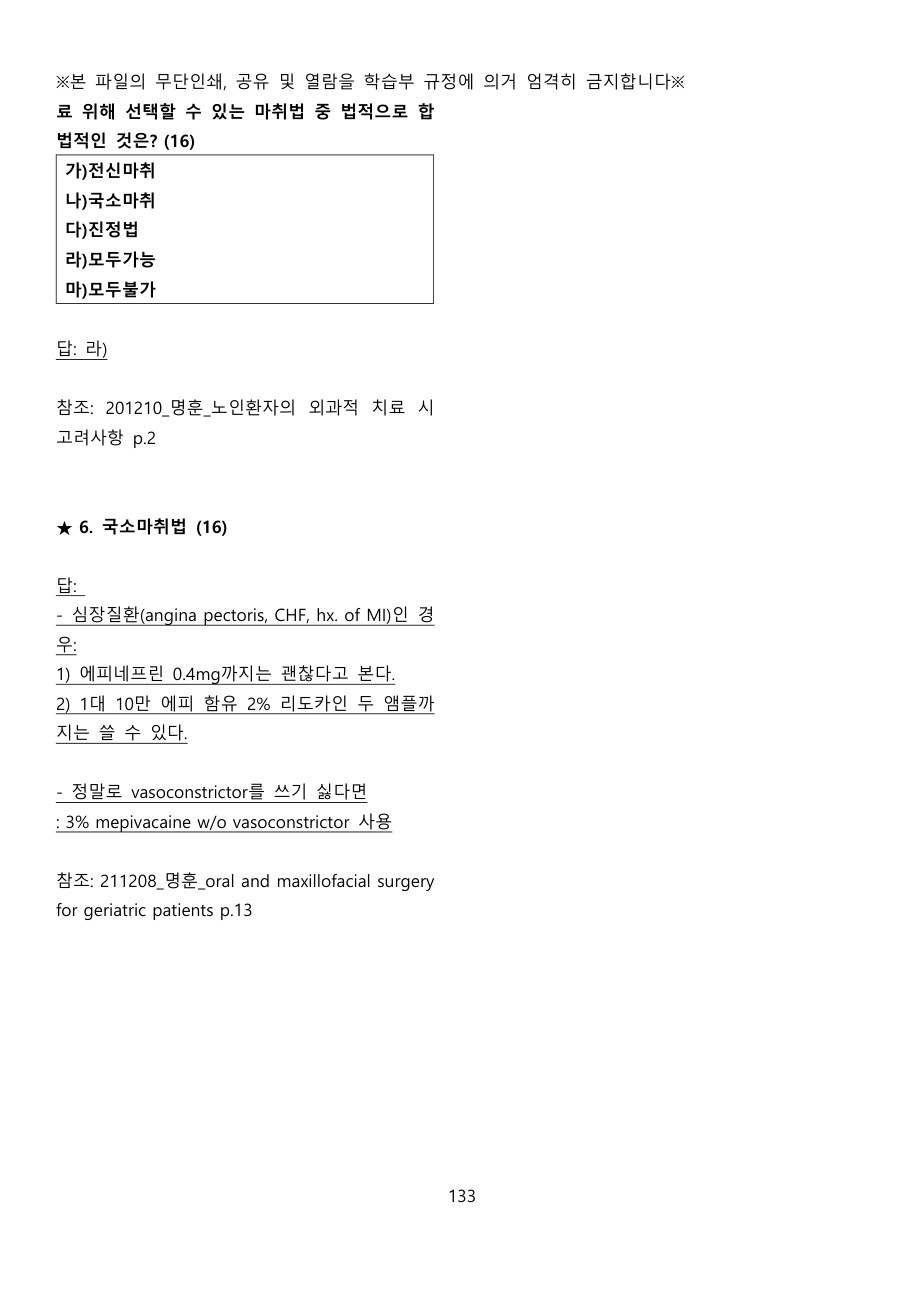 ※본 파일의 무단인쇄, 공유 및 열람을 학습부 규정에 의거 엄격히 금지합니다※
료 위해 선택할 수 있는 마취법 중 법적으로 합
법적인 것은? (16)
가)전신마취
나)국소마취
다)진정법
라)모두가능
마)모두불가
답: 라)
참조: 201210_명훈_노인환자의 외과적 치료 시
고려사항 p.2
★ 6. 국소마취법 (16)
답:
- 심장질환(angina pectoris, CHF, hx. of MI)인 경
우:
1) 에피네프린 0.4mg까지는 괜찮다고 본다.
2) 1대 10만 에피 함유 2% 리도카인 두 앰플까
지는 쓸 수 있다.
- 정말로 vasoconstrictor를 쓰기 싫다면
: 3% mepivacaine w/o vasoconstrictor 사용
참조: 211208_명훈_oral and maxillofacial surgery
for geriatric patients p.13
133